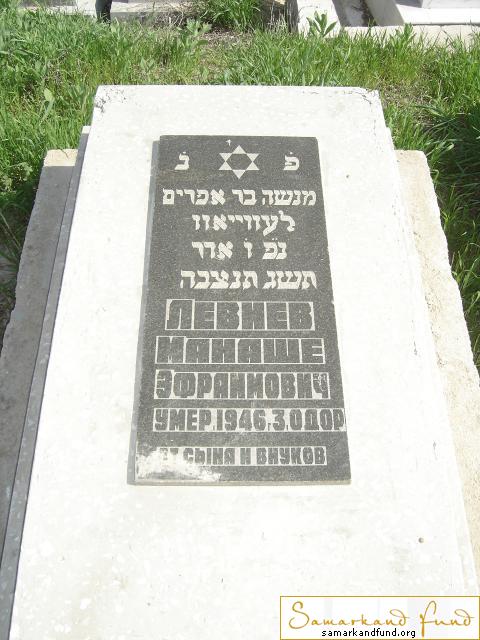 פ נ
מנשה בר אפרים
לעווייאוו
נפ ו אדר
תשג תנצבה
ЛЕВИЕВ
МАНАШЕ
ЭФРАИМОВИЧ
УМЕР.1946.3.ОДОР
ОТ СЫНА И ВНУКОВ
Samarkand Fund
www.samarkandfund.org